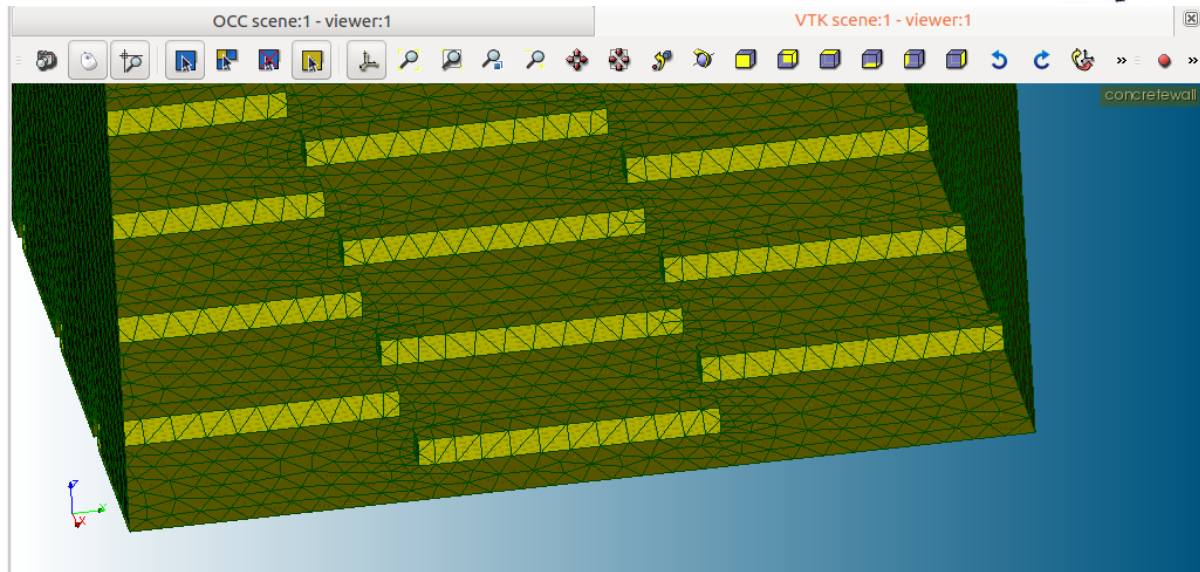 OCC scene:1 - viewer:1
VTK scene:1 - viewer:1
concretewall
Z
Y
X